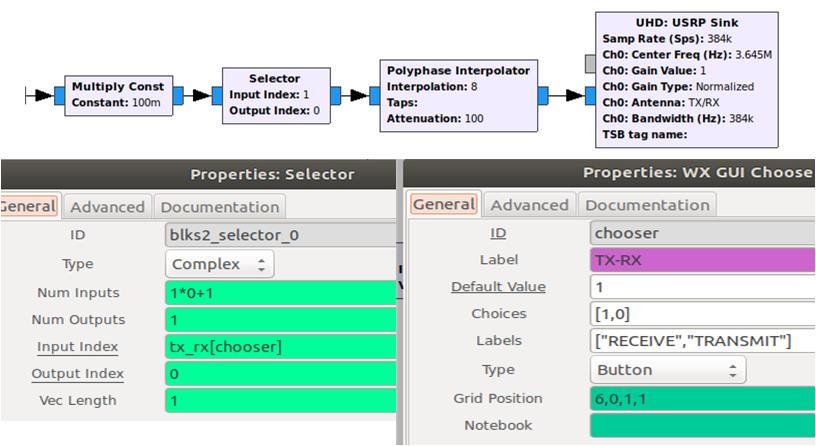 Multiply Const
Constant: 100m
Selector
Input Index: 1
Output Index: 0
Polyphase Interpolator
Interpolation: 8
Taps:
Attenuation: 100
UHD: USRP Sink
Samp Rate (Sps): 384k
Ch0: Center Freq (Hz): 3.645M
Ch0: Gain Value: 1
Ch0: Gain Type: Normalized
Ch0: Antenna: TX/RX
Ch0: Bandwidth (Hz): 384k
TSB tag name:
Properties: Selector
General Advanced Documentation
ID blks2_selector_0
Type Complex
Num Inputs 1*0+1
Num Outputs 1
Input Index tx_rx[chooser]
Output Index 0
Vec Length 1
Properties: WX GUI Choose
General Advanced Documentation
ID chooser
Label TX-RX
Default Value 1
Choices [1,0]
Labels ["RECEIVE","TRANSMIT"]
Type Button
Grid Position 6,0,1,1
Notebook